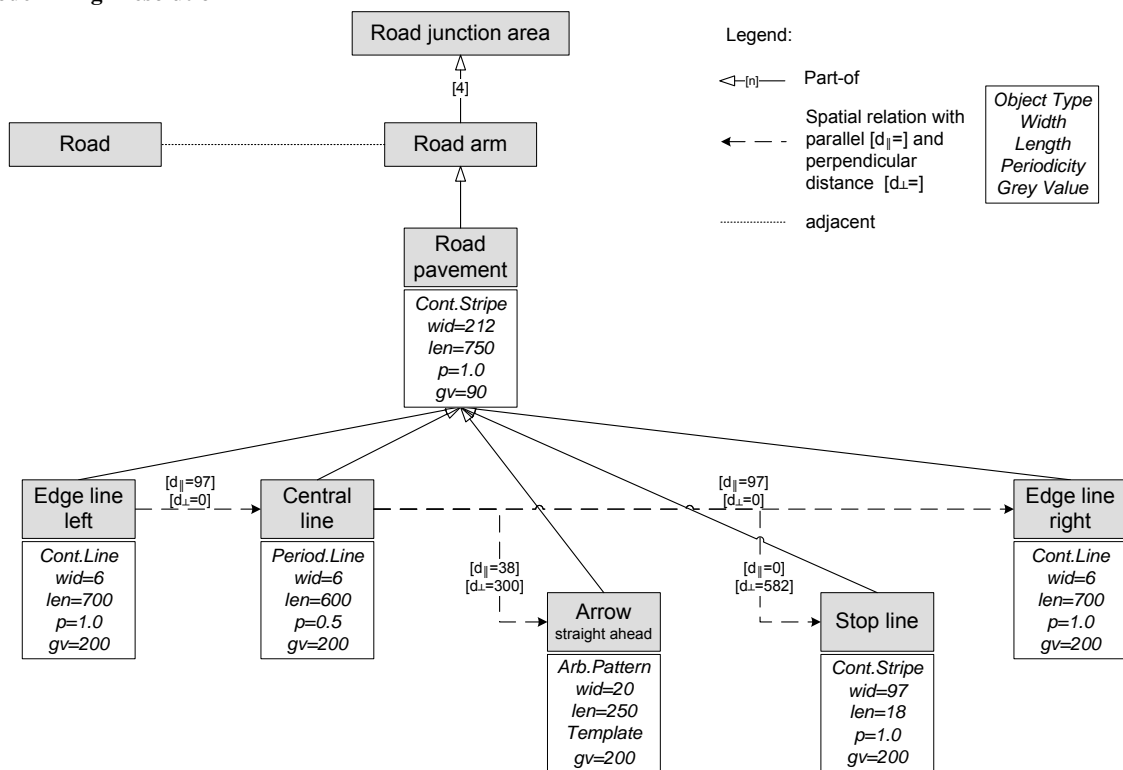 Road junction area
[4]
Road
Road arm
Road
pavement
Cont.Stripe
wid=212
len=750
p=1.0
gv=90
Legend:
[n]
Part-of
Spatial relation with
parallel [d∥=] and
perpendicular
distance [d⊥=]
adjacent
Object Type
Width
Length
Periodicity
Grey Value
Edge line
left
Cont.Line
wid=6
len=700
p=1.0
gv=200
[d∥=97]
[d⊥=0]
Central
line
Period.Line
wid=6
len=600
p=0.5
gv=200
[d∥=38]
[d⊥=300]
Arrow
straight ahead
Arb.Pattern
wid=20
len=250
Template
gv=200
[d∥=97]
[d⊥=0]
[d∥=0]
[d⊥=582]
Stop line
Cont.Stripe
wid=97
len=18
p=1.0
gv=200
Edge line
right
Cont.Line
wid=6
len=700
p=1.0
gv=200